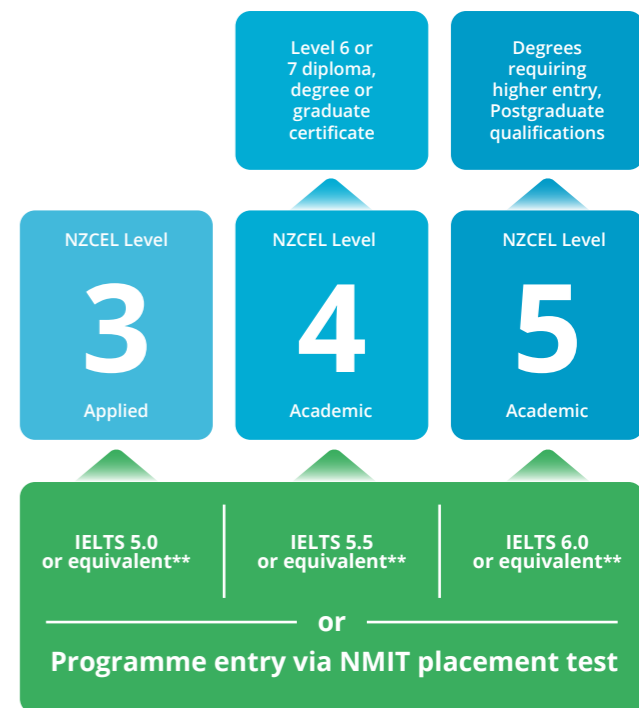 Level 6 or
7 diploma,
degree or
graduate
certificate
Degrees
requiring
higher entry,
Postgraduate
qualifications
NZCEL Level
3
Applied
NZCEL Level
4
Academic
NZCEL Level
5
Academic
IELTS 5.0
or equivalent**
IELTS 5.5
or equivalent**
IELTS 6.0
or equivalent**
or
Programme entry via NMIT placement test